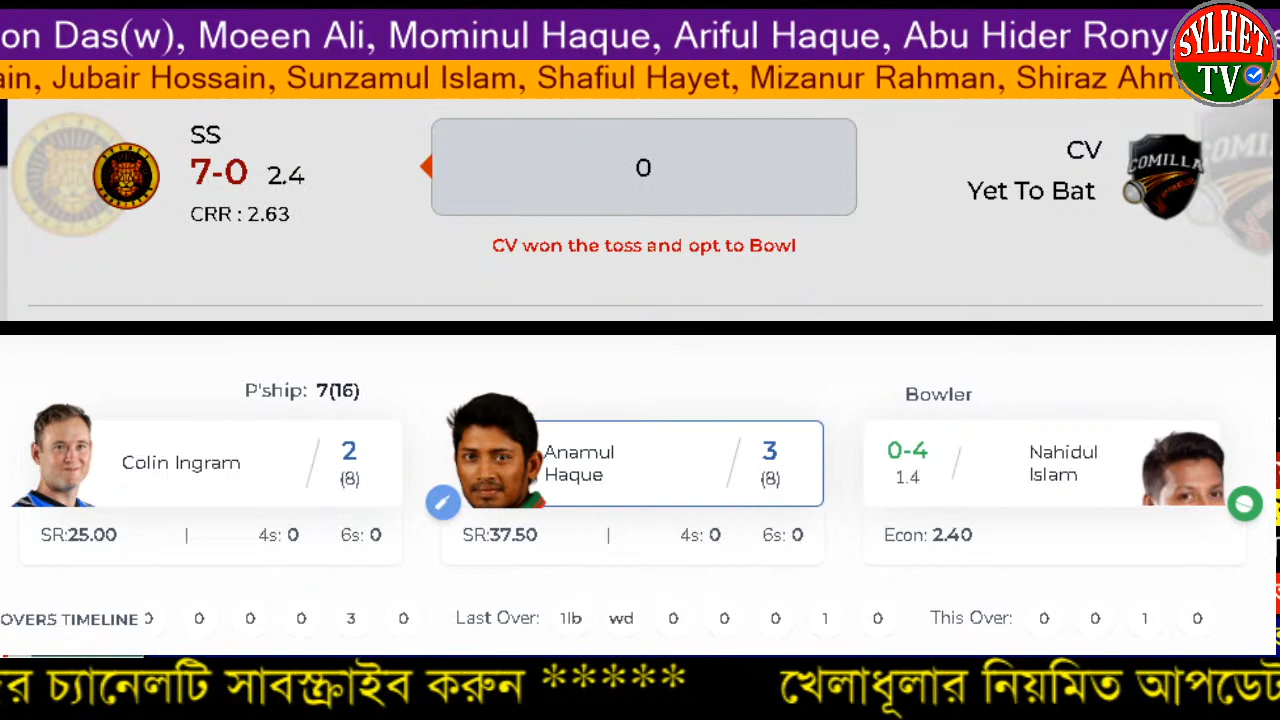 on Das(w), Moeen Ali, Mominul Haque, Ariful Haque, Abu Hider Rony
ain, Jubair Hossain, Sunzamul Islam, Shafiul Hayet, Mizanur Rahman, Shiraz Ahm
SYLHET
TV
SS
7-0 2.4
CRR : 2.63
0
CV won the toss and opt to Bowl
CV
Yet To Bat
COMILLA
P'ship: 7(16)
Colin Ingram
2
(8)
SR:25.00 | 4s: 0 6s: 0
Anamul
Haque
3
(8)
SR:37.50 | 4s: 0 6s: 0
Bowler
0-4
1.4
Nahidul
Islam
Econ: 2.40
OVERS TIMELINE 0 0 0 0 3 0 Last Over: 1lb wd 0 0 0 1 0 This Over: 0 0 1 0
র চ্যানেলটি সাবস্ক্রাইব করুন ***** খেলাধূলার নিয়মিত আপডেট